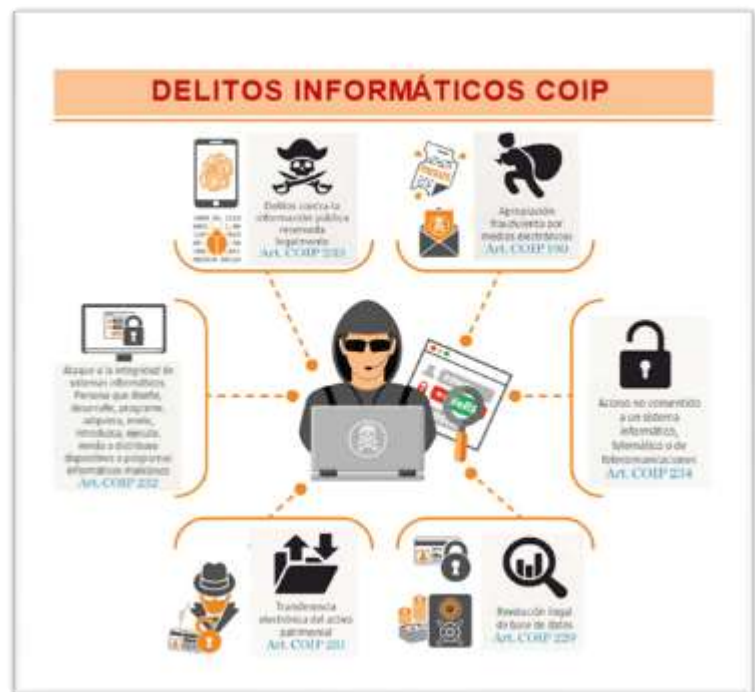 DELITOS INFORMÁTICOS COIP
Delitos contra la
información pública
reservada
legalmente
Art. COIP 233
Apropiación
fraudulenta por
medios electrónicos
Art. COIP 190
Ataque a la integridad de
sistemas informáticos.
Persona que diseñe,
desarrolle, programe,
adquiera, envíe,
introduzca, ejecute,
venda o distribuya
dispositivos o programas
informáticos maliciosos
Art. COIP 232
Acceso no consentido
a un sistema
informático,
telemático o de
telecomunicaciones
Art. COIP 234
Transferencia
electrónica del activo
patrimonial
Art. COIP 231
Revelación ilegal
de base de datos
Art. COIP 229